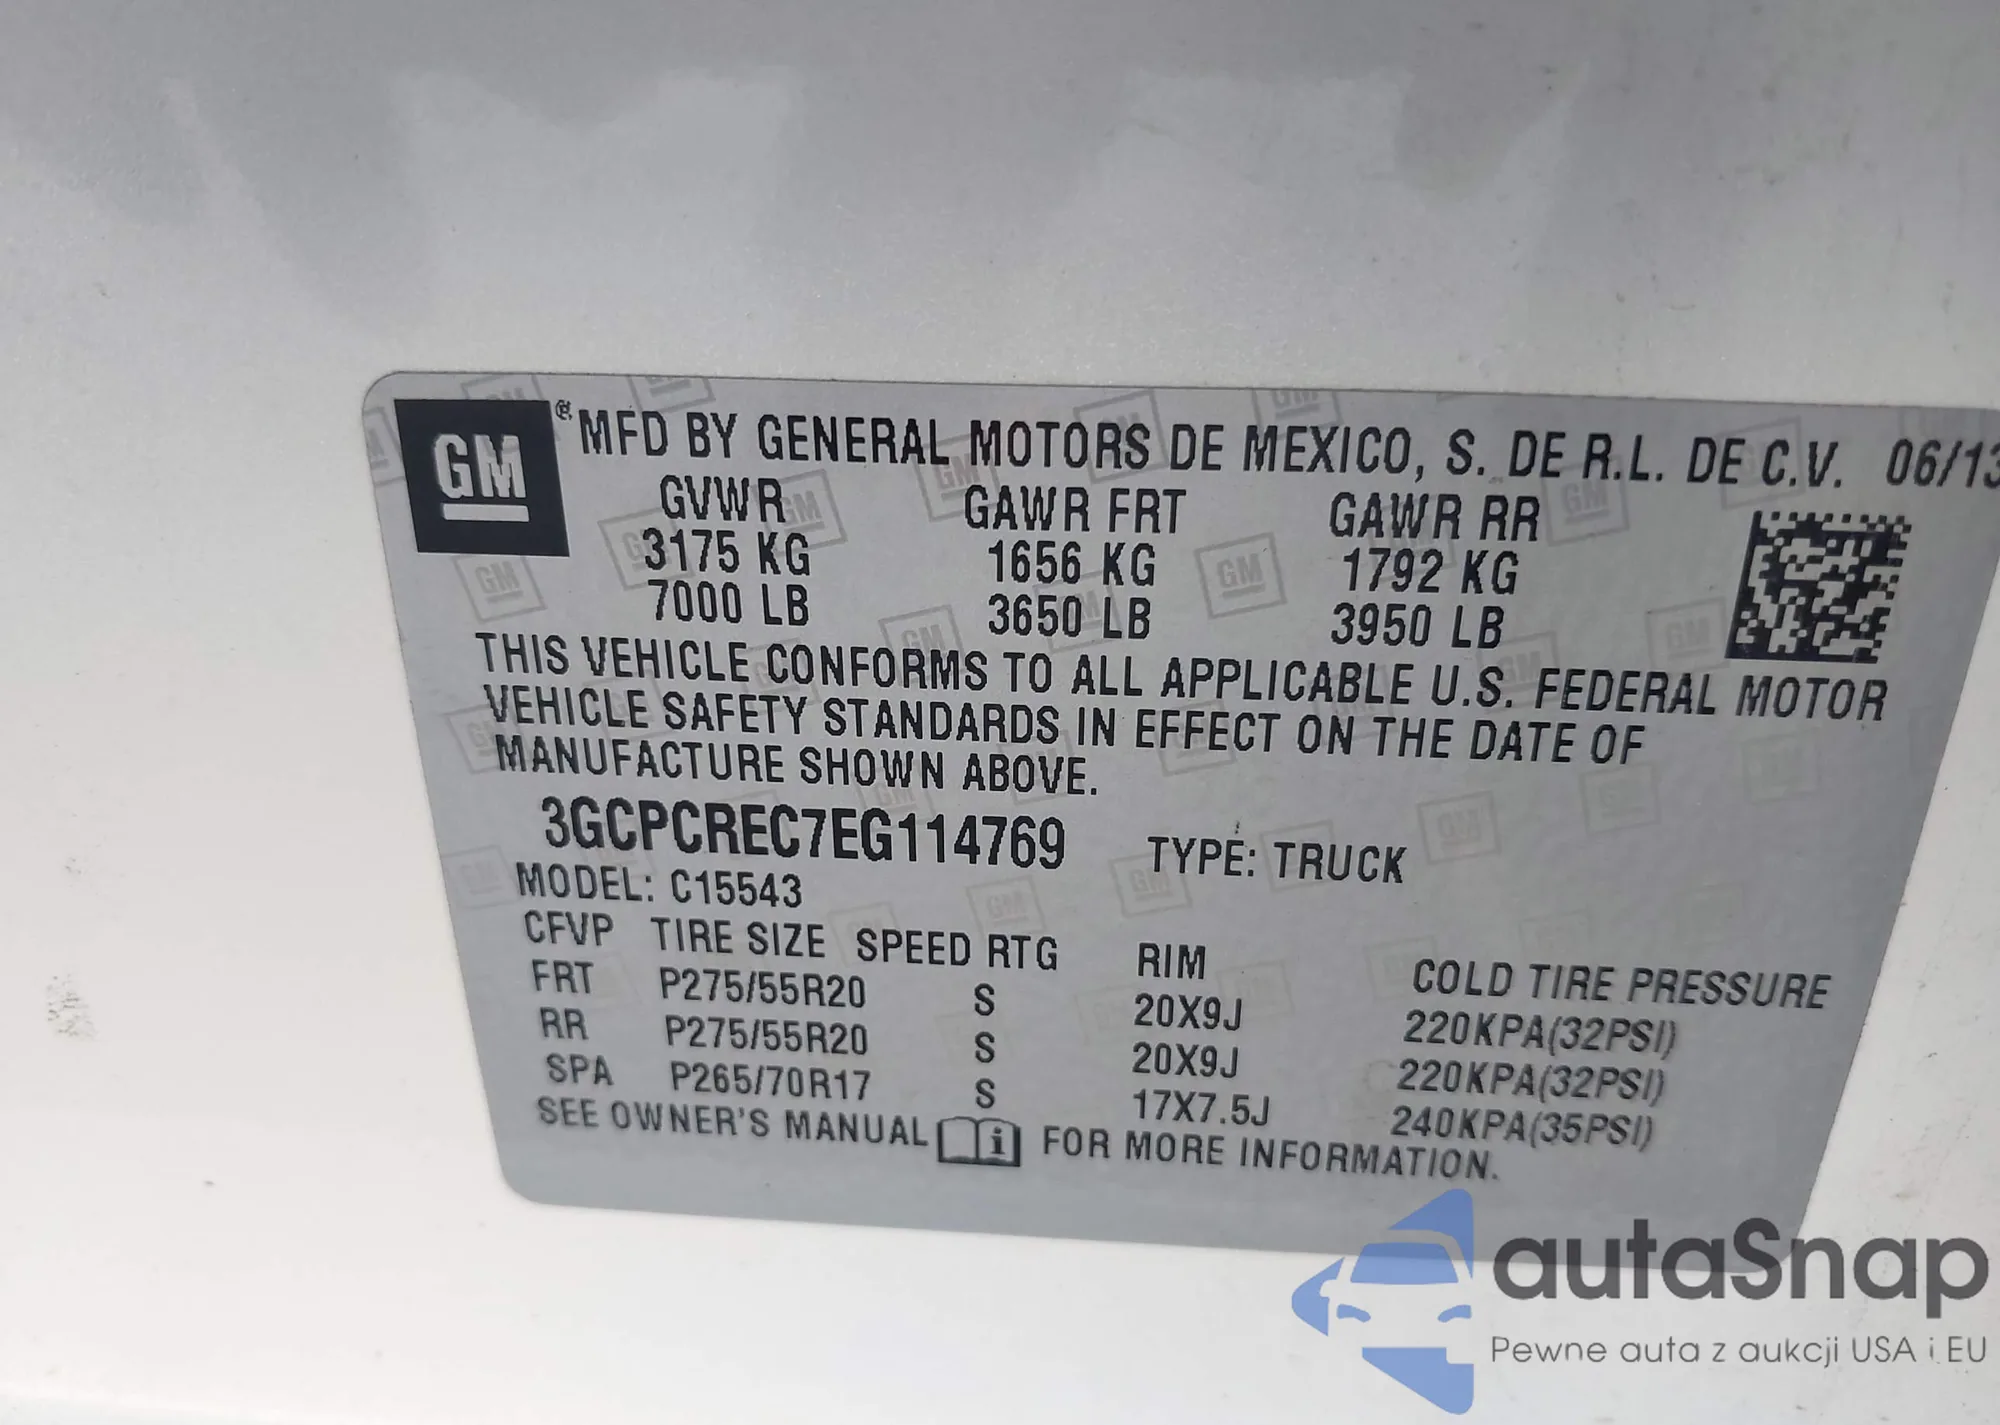 GM ® MFD BY GENERAL MOTORS DE MEXICO, S. DE R.L. DE C.V. 06/13
GVWR GAWR FRT GAWR RR
3175 KG 1656 KG 1792 KG
7000 LB 3650 LB 3950 LB
THIS VEHICLE CONFORMS TO ALL APPLICABLE U.S. FEDERAL MOTOR
VEHICLE SAFETY STANDARDS IN EFFECT ON THE DATE OF
MANUFACTURE SHOWN ABOVE.
3GCPCREC7EG114769 TYPE: TRUCK
MODEL: C15543
CFVP TIRE SIZE SPEED RTG RIM COLD TIRE PRESSURE
FRT P275/55R20 S 20X9J 220KPA(32PSI)
RR P275/55R20 S 20X9J 220KPA(32PSI)
SPA P265/70R17 S 17X7.5J 240KPA(35PSI)
SEE OWNER'S MANUAL i FOR MORE INFORMATION.
autaSnap
Pewne auta z aukcji USA i EU